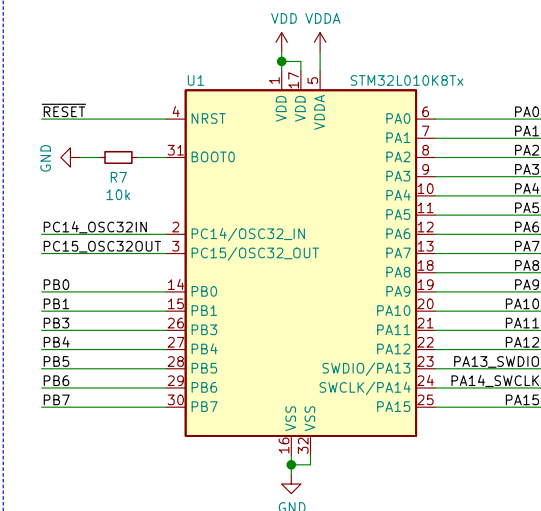 VDD VDDA
U1 STM32L010K8Tx
1 17 5
VDD VDD VDDA
RESET 4 NRST PA0 6 PA0
PA1 7 PA1
GND 31 BOOT0 PA2 8 PA2
R7 PA3 9 PA3
10k PA4 10 PA4
PA5 11 PA5
PC14_OSC32IN 2 PC14/OSC32_IN PA6 12 PA6
PC15_OSC32OUT 3 PC15/OSC32_OUT PA7 13 PA7
PA8 18 PA8
PB0 14 PB0 PA9 19 PA9
PB1 15 PB1 PA10 20 PA10
PB3 26 PB3 PA11 21 PA11
PB4 27 PB4 PA12 22 PA12
PB5 28 PB5 SWDIO/PA13 23 PA13_SWDIO
PB6 29 PB6 SWCLK/PA14 24 PA14_SWCLK
PB7 30 PB7 PA15 25 PA15
VSS VSS
16 32
GND